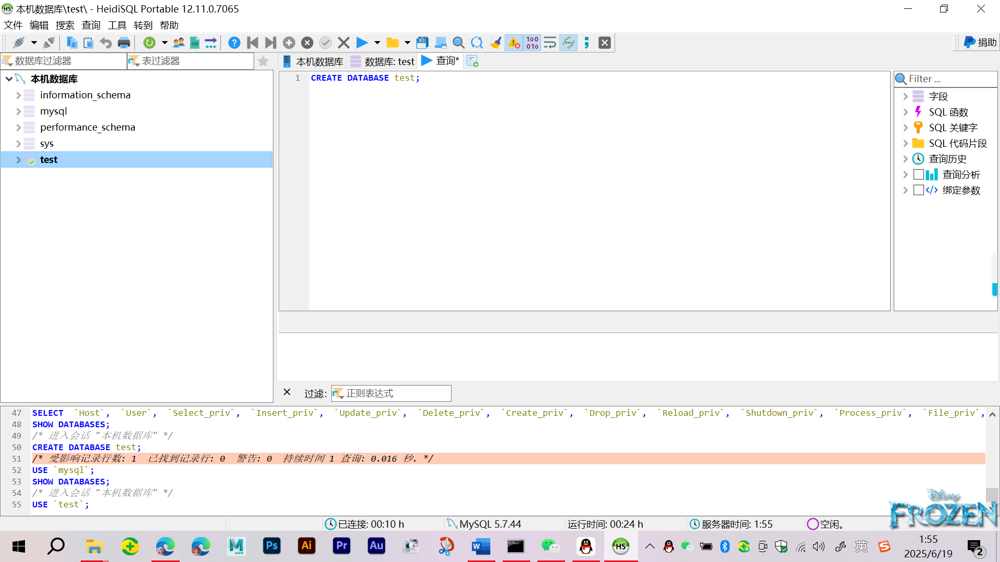 本机数据库\test\ - HeidiSQL Portable 12.11.0.7065
文件 编辑 搜索 查询 工具 转到 帮助
捐助
数据库过滤器 表过滤器
本机数据库 数据库: test 查询*
本机数据库
information_schema
mysql
performance_schema
sys
test
1 CREATE DATABASE test;
Filter ...
字段
SQL 函数
SQL 关键字
SQL 代码片段
查询历史
查询分析
绑定参数
过滤: 正则表达式
47 SELECT `Host`, `User`, `Select_priv`, `Insert_priv`, `Update_priv`, `Delete_priv`, `Create_priv`, `Drop_priv`, `Reload_priv`, `Shutdown_priv`, `Process_priv`, `File_priv`,
48 SHOW DATABASES;
49 /* 进入会话 "本机数据库" */
50 CREATE DATABASE test;
51 /* 受影响记录行数: 1 已找到记录行: 0 警告: 0 持续时间 1 查询: 0.016 秒. */
52 USE `mysql`;
53 SHOW DATABASES;
54 /* 进入会话 "本机数据库" */
55 USE `test`;
Disney
FROZEN
已连接: 00:10 h MySQL 5.7.44 运行时间: 00:24 h 服务器时间: 1:55 空闲。
英
1:55
2025/6/19
2